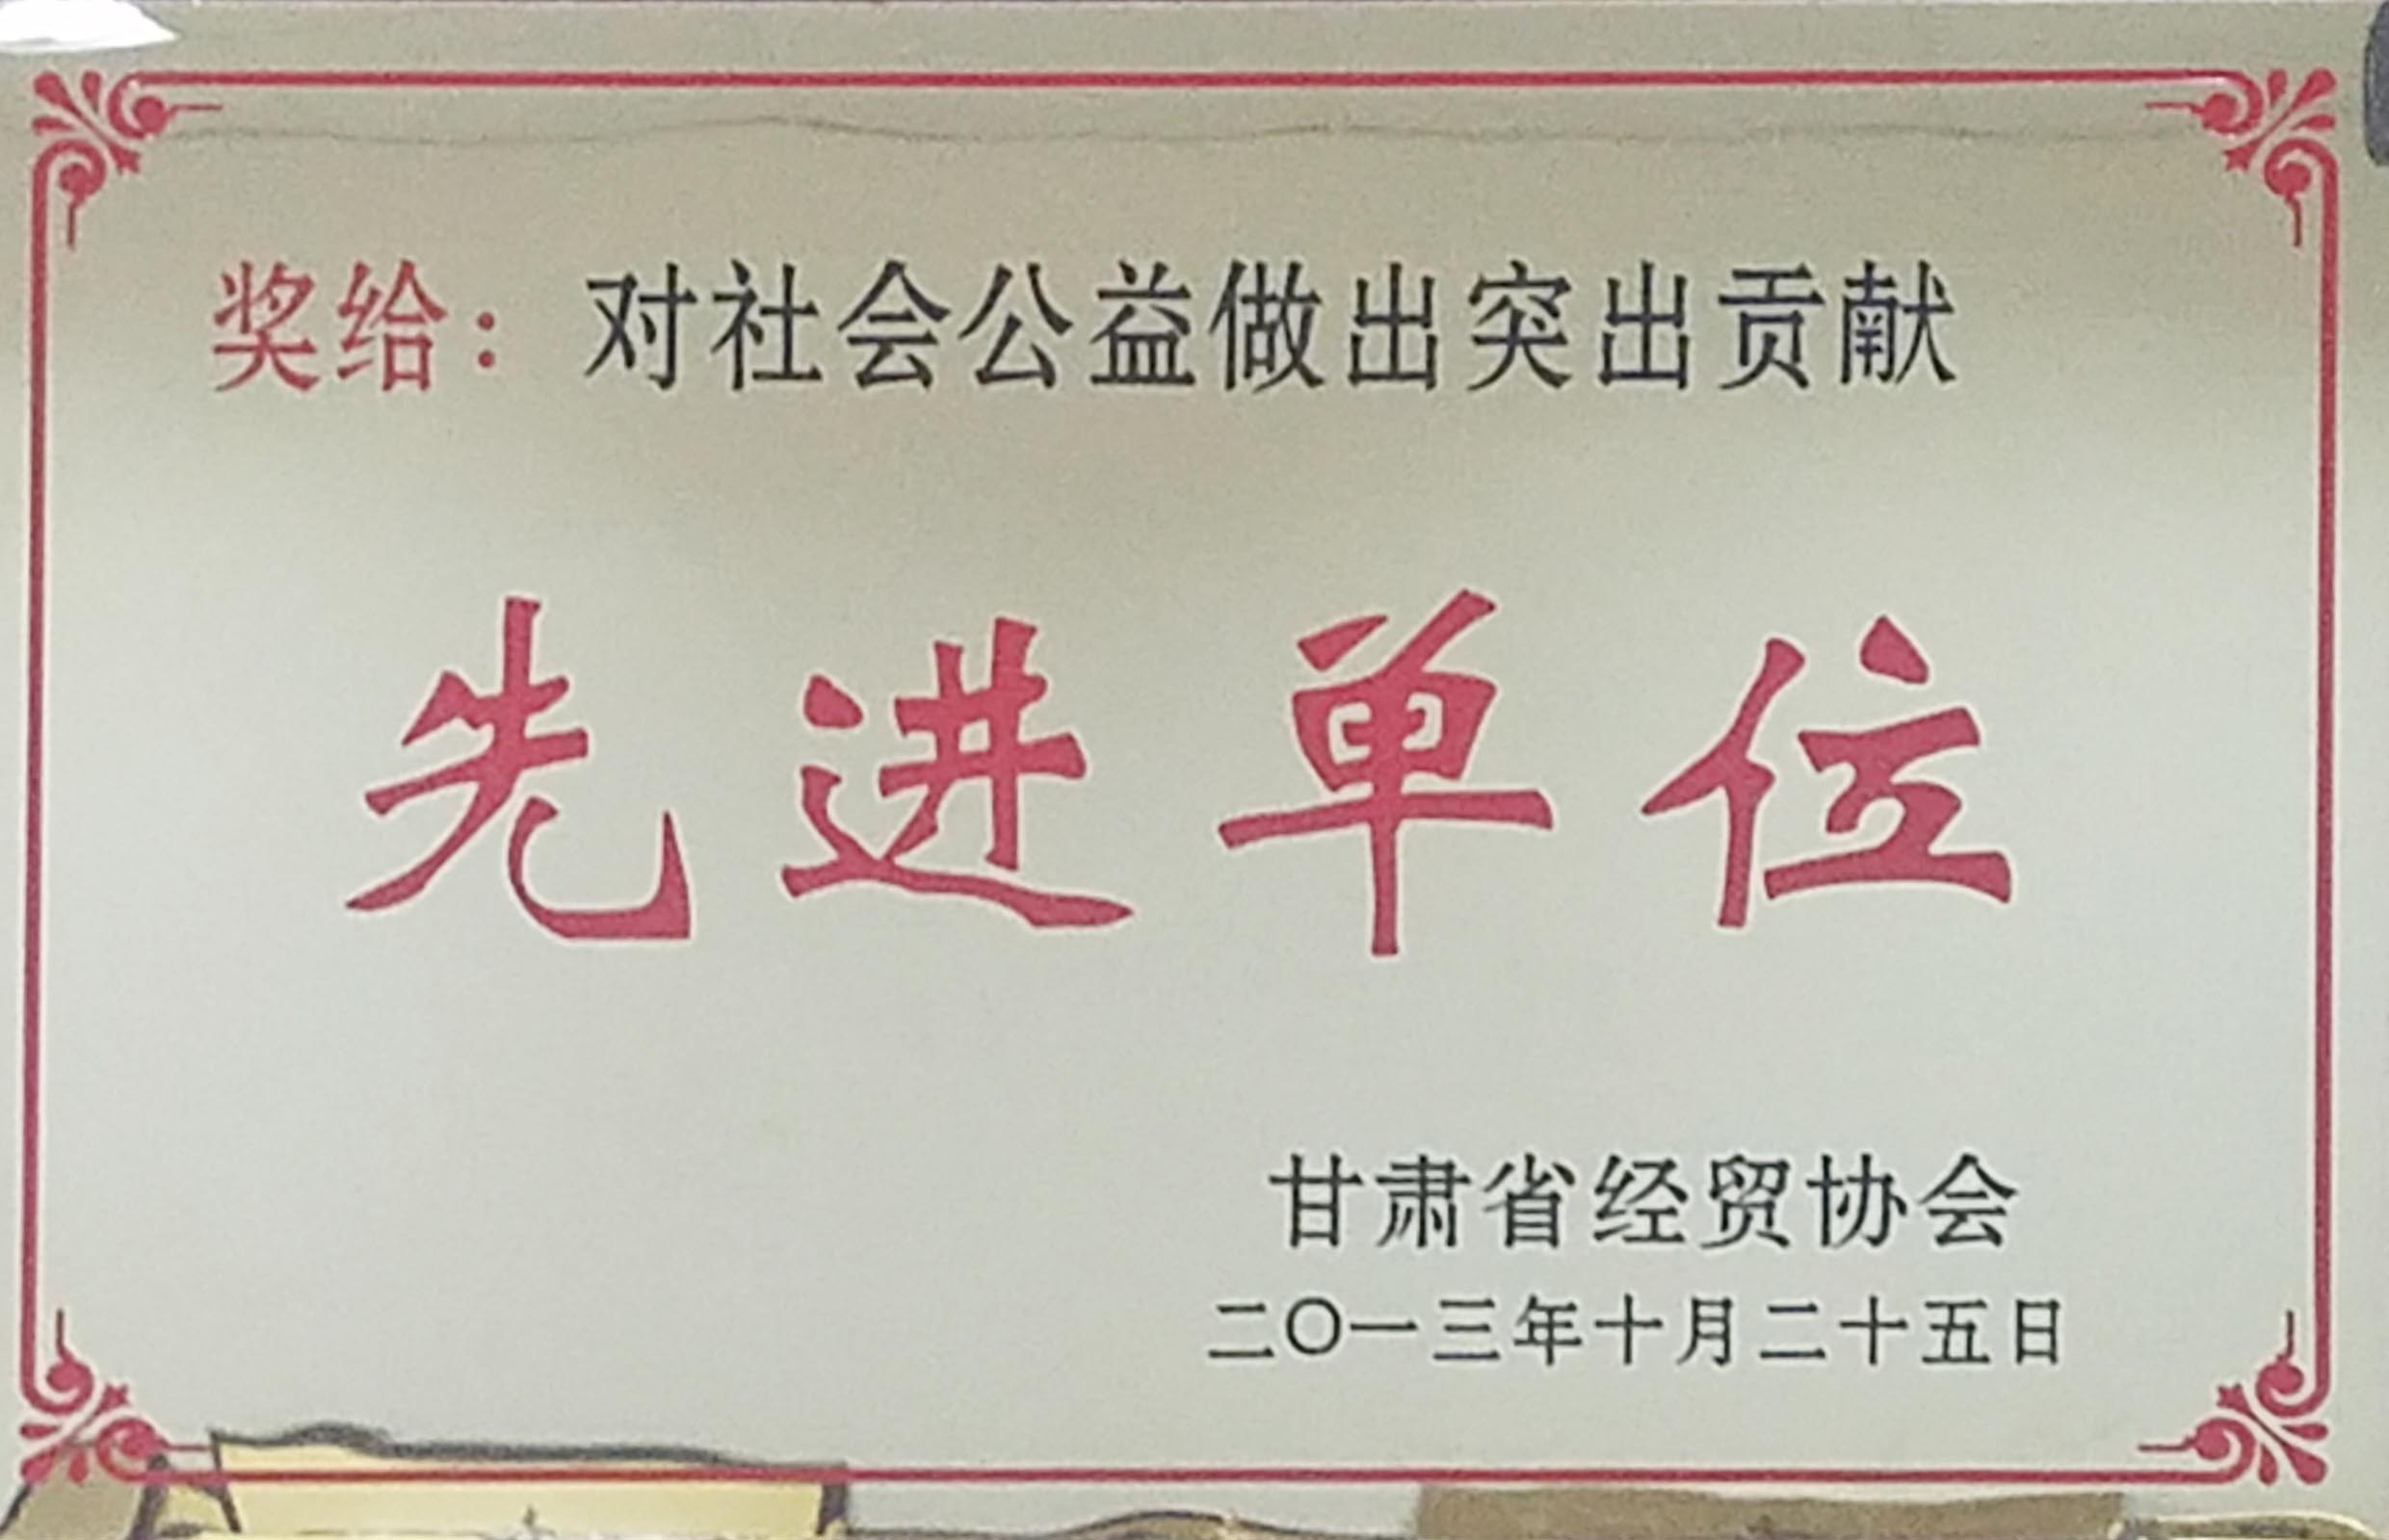 奖给：对社会公益做出突出贡献
先进单位
甘肃省经贸协会
二〇一三年十月二十五日